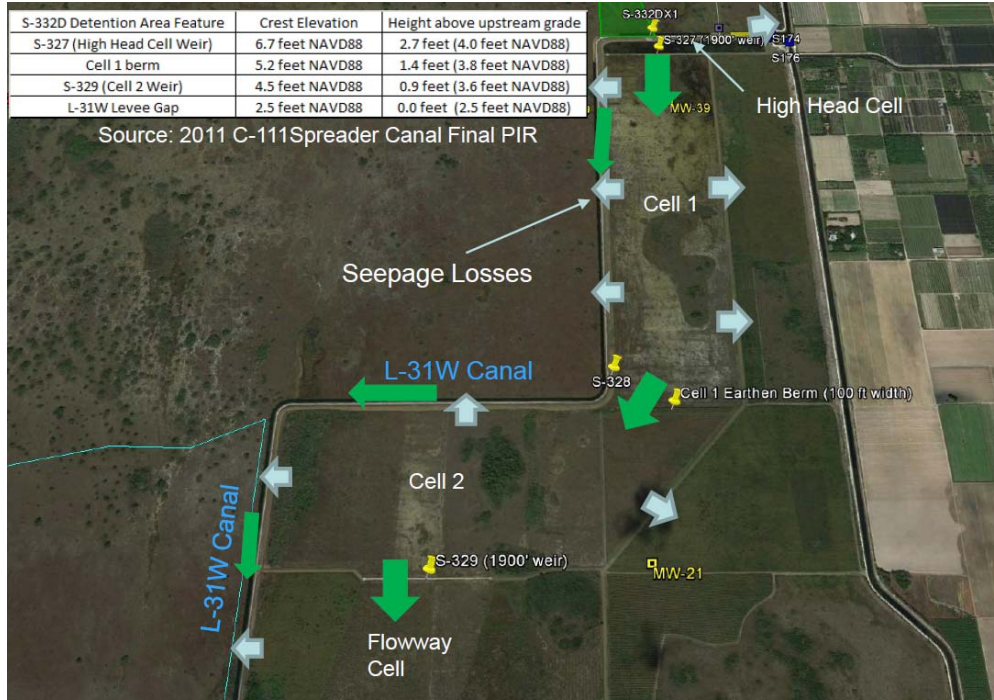 S-332D Detention Area Feature Crest Elevation Height above upstream grade
S-327 (High Head Cell Weir) 6.7 feet NAVD88 2.7 feet (4.0 feet NAVD88)
Cell 1 berm 5.2 feet NAVD88 1.4 feet (3.8 feet NAVD88)
S-329 (Cell 2 Weir) 4.5 feet NAVD88 0.9 feet (3.6 feet NAVD88)
L-31W Levee Gap 2.5 feet NAVD88 0.0 feet (2.5 feet NAVD88)
Source: 2011 C-111Spreader Canal Final PIR
S-332DX1
S-327 (1900' weir)
S174
S176
High Head Cell
MW-39
Cell 1
Seepage Losses
S-328
L-31W Canal
Cell 1 Earthen Berm (100 ft width)
Cell 2
L-31W Canal
S-329 (1900' weir)
MW-21
Flowway
Cell